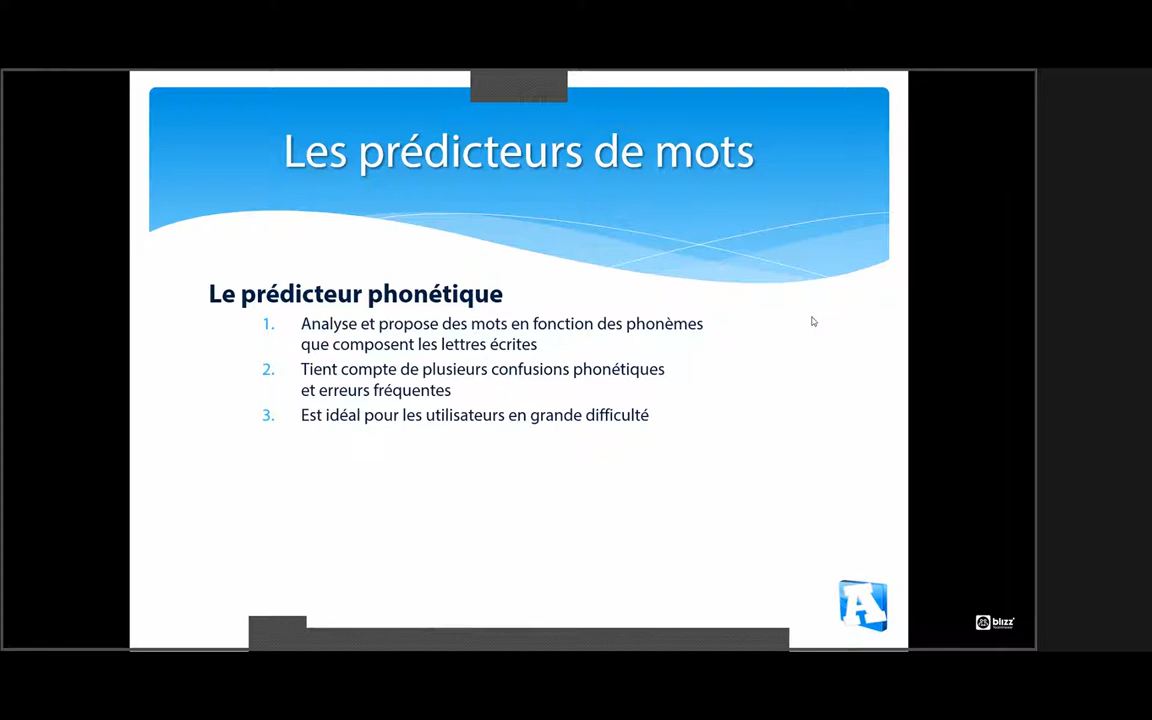 Les prédicteurs de mots
Le prédicteur phonétique
1. Analyse et propose des mots en fonction des phonèmes
que composent les lettres écrites
2. Tient compte de plusieurs confusions phonétiques
et erreurs fréquentes
3. Est idéal pour les utilisateurs en grande difficulté
A
blizz